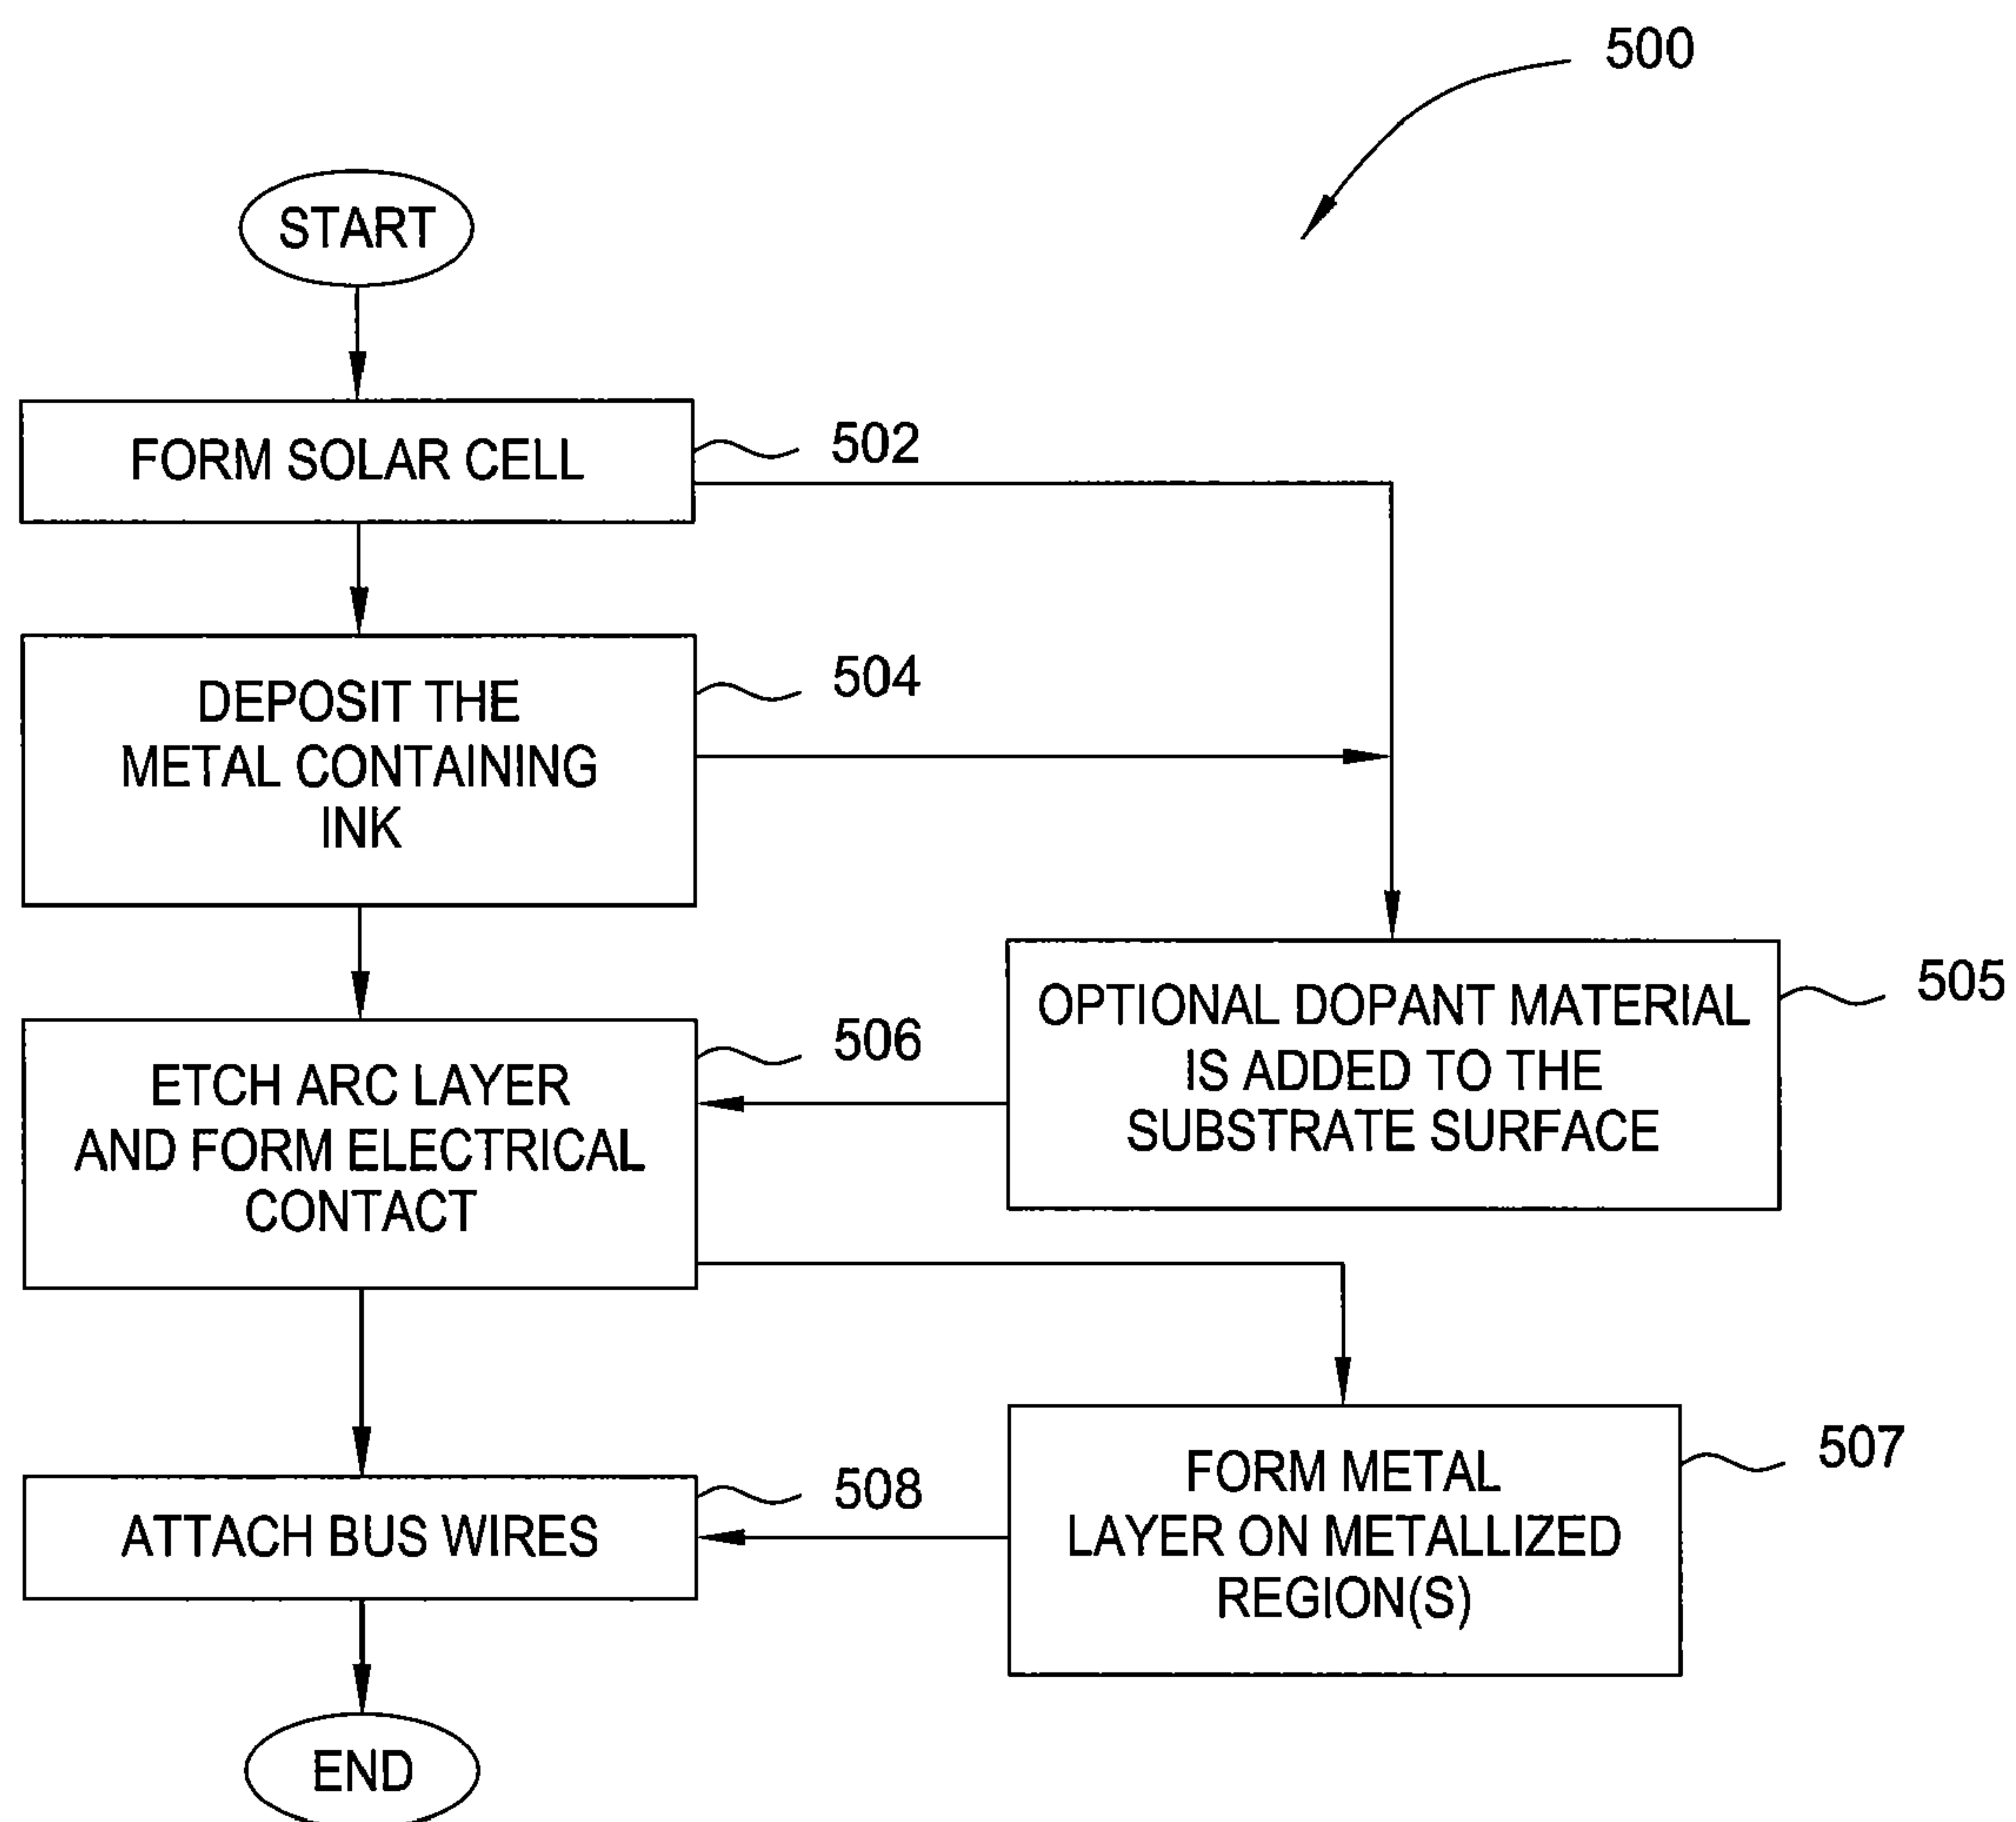 500
START
FORM SOLAR CELL
502
DEPOSIT THE
METAL CONTAINING
INK
504
OPTIONAL DOPANT MATERIAL
IS ADDED TO THE
SUBSTRATE SURFACE
505
ETCH ARC LAYER
AND FORM ELECTRICAL
CONTACT
506
FORM METAL
LAYER ON METALLIZED
REGION(S)
507
ATTACH BUS WIRES
508
END